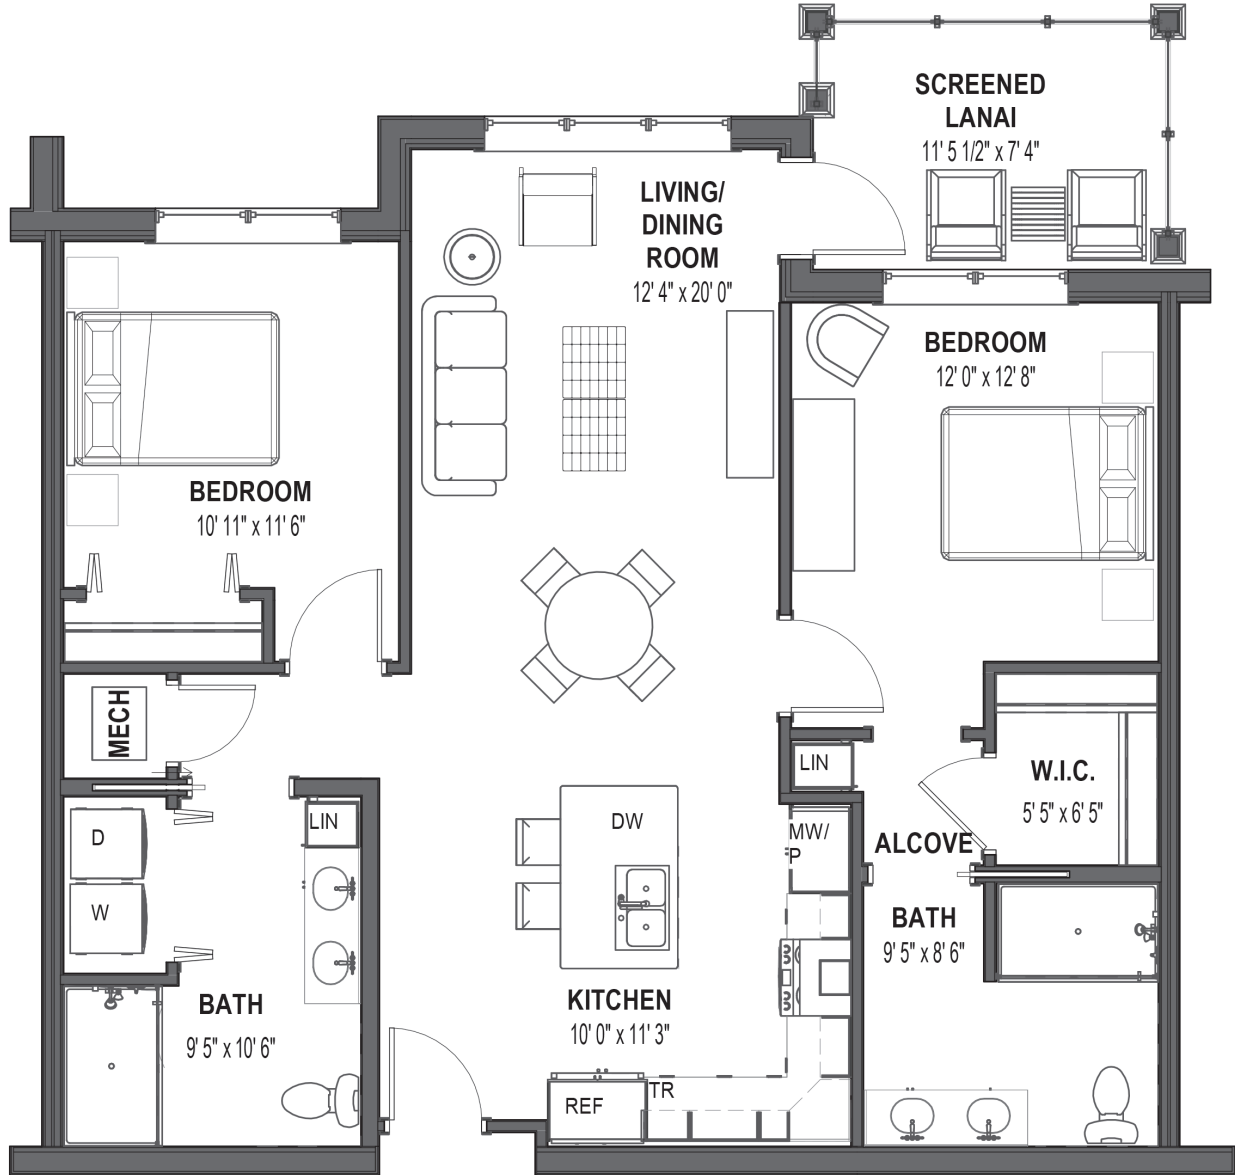 SCREENED
LANAI
11' 5 1/2" x 7' 4"
LIVING/
DINING
ROOM
12' 4" x 20' 0"
BEDROOM
12' 0" x 12' 8"
BEDROOM
10' 11" x 11' 6"
MECH
LIN
W.I.C.
5' 5" x 6' 5"
D
LIN
DW
MW/
P
ALCOVE
W
BATH
9' 5" x 8' 6"
BATH
9' 5" x 10' 6"
KITCHEN
10' 0" x 11' 3"
REF
TR